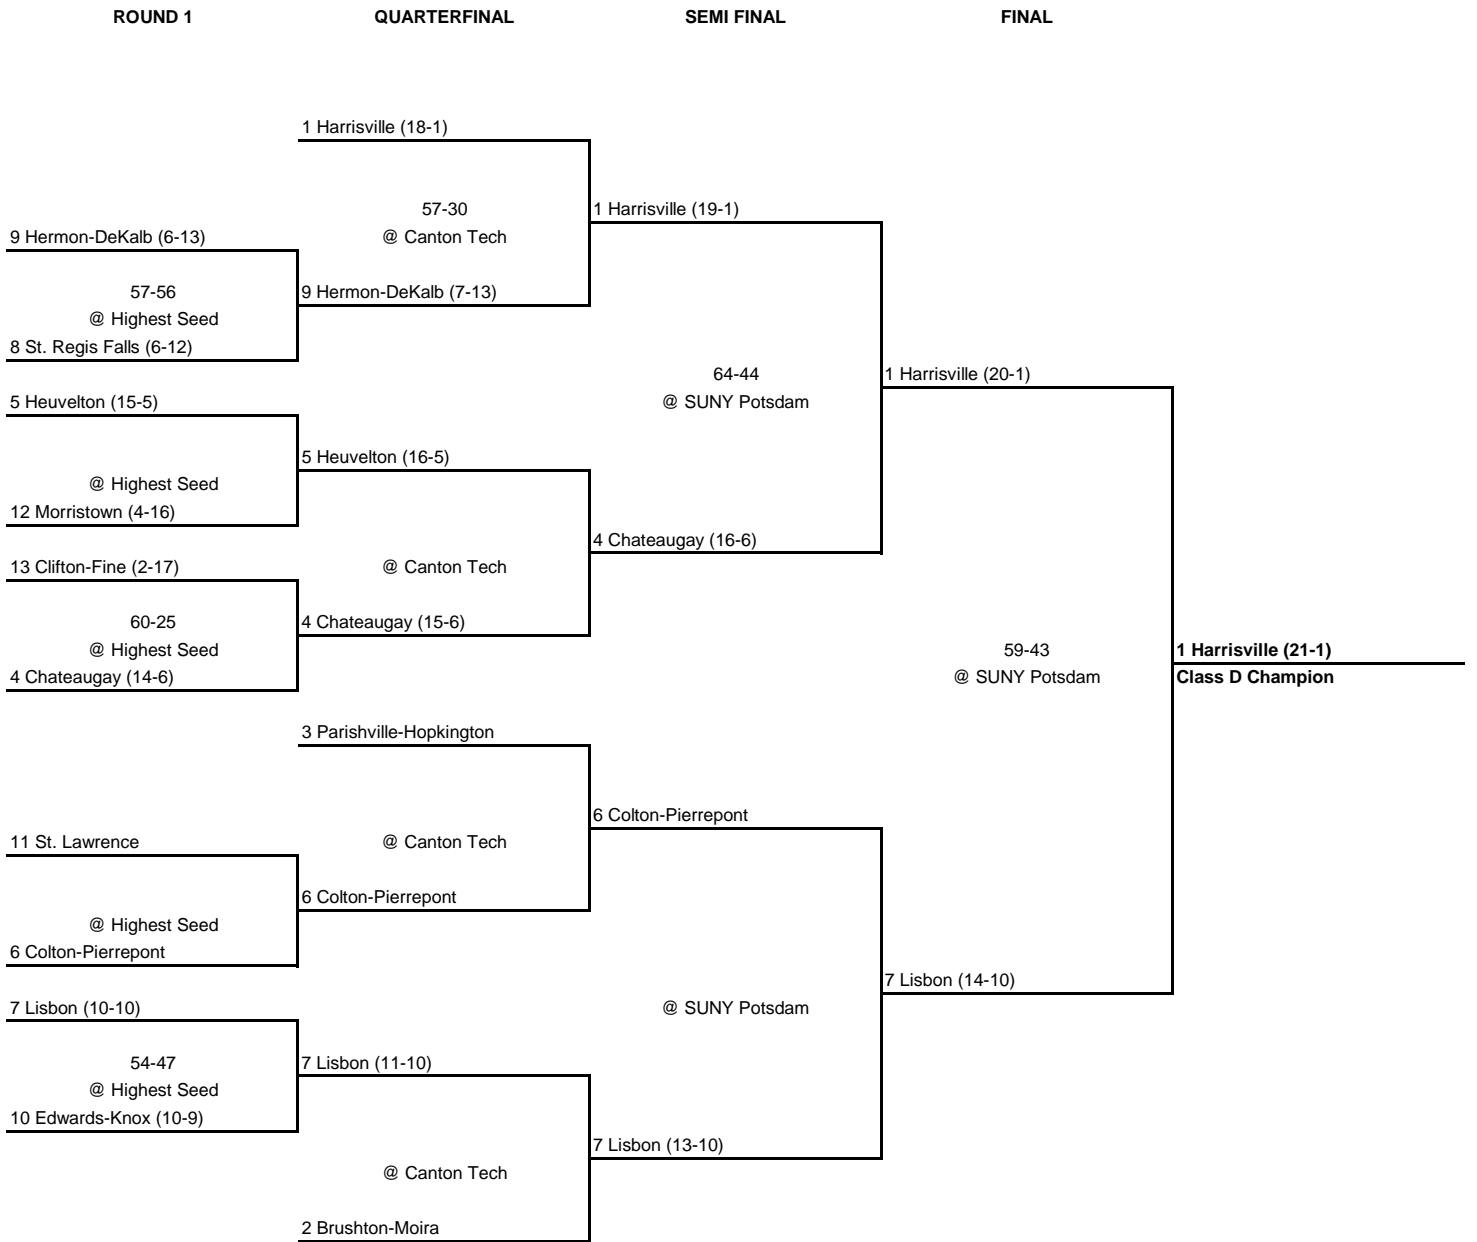 ROUND 1 QUARTERFINAL SEMI FINAL FINAL
1 Harrisville (18-1)
57-30
@ Canton Tech
1 Harrisville (19-1)
9 Hermon-DeKalb (6-13)
57-56
@ Highest Seed
9 Hermon-DeKalb (7-13)
8 St. Regis Falls (6-12)
64-44
@ SUNY Potsdam
1 Harrisville (20-1)
5 Heuvelton (15-5)
5 Heuvelton (16-5)
@ Highest Seed
12 Morristown (4-16)
4 Chateaugay (16-6)
13 Clifton-Fine (2-17)
@ Canton Tech
60-25
@ Highest Seed
4 Chateaugay (15-6)
4 Chateaugay (14-6)
59-43
@ SUNY Potsdam
1 Harrisville (21-1)
Class D Champion
3 Parishville-Hopkington
6 Colton-Pierrepont
11 St. Lawrence
@ Canton Tech
6 Colton-Pierrepont
@ Highest Seed
6 Colton-Pierrepont
7 Lisbon (14-10)
7 Lisbon (10-10)
@ SUNY Potsdam
54-47
@ Highest Seed
7 Lisbon (11-10)
10 Edwards-Knox (10-9)
7 Lisbon (13-10)
@ Canton Tech
2 Brushton-Moira